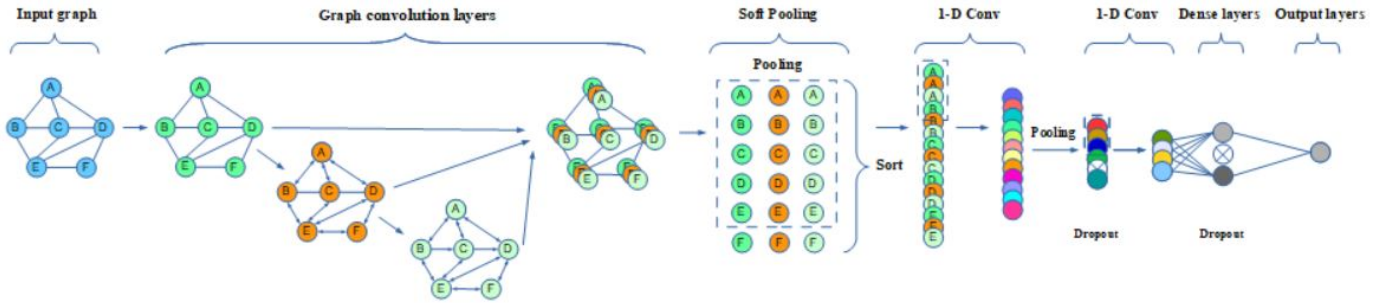 Input graph
Graph convolution layers
Soft Pooling
1-D Conv
1-D Conv
Dense layers
Output layers
Pooling
A
B
C
D
E
F
A
B
C
D
E
F
A
B
C
D
E
F
A
B
C
D
E
F
A
B
C
D
E
F
A A A
B B B
C C C
D D D
E E E
F F F
Sort
A
A
A
B
B
B
C
C
C
D
D
D
E
E
E
Pooling
Dropout
Dropout